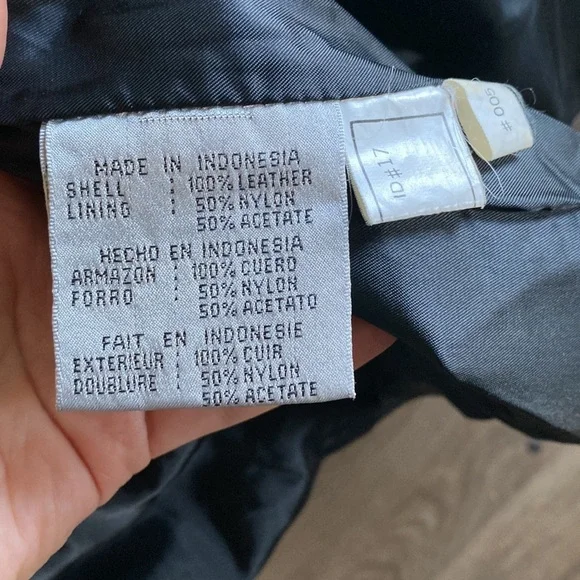 MADE IN INDONESIA
SHELL : 100% LEATHER
LINING : 50% NYLON
50% ACETATE
HECHO EN INDONESIA
ARMAZON : 100% CUERO
FORRO : 50% NYLON
50% ACETATO
FAIT EN INDONESIE
EXTERIEUR : 100% CUIR
DOUBLURE : 50% NYLON
50% ACETATE
ID#17
# 005